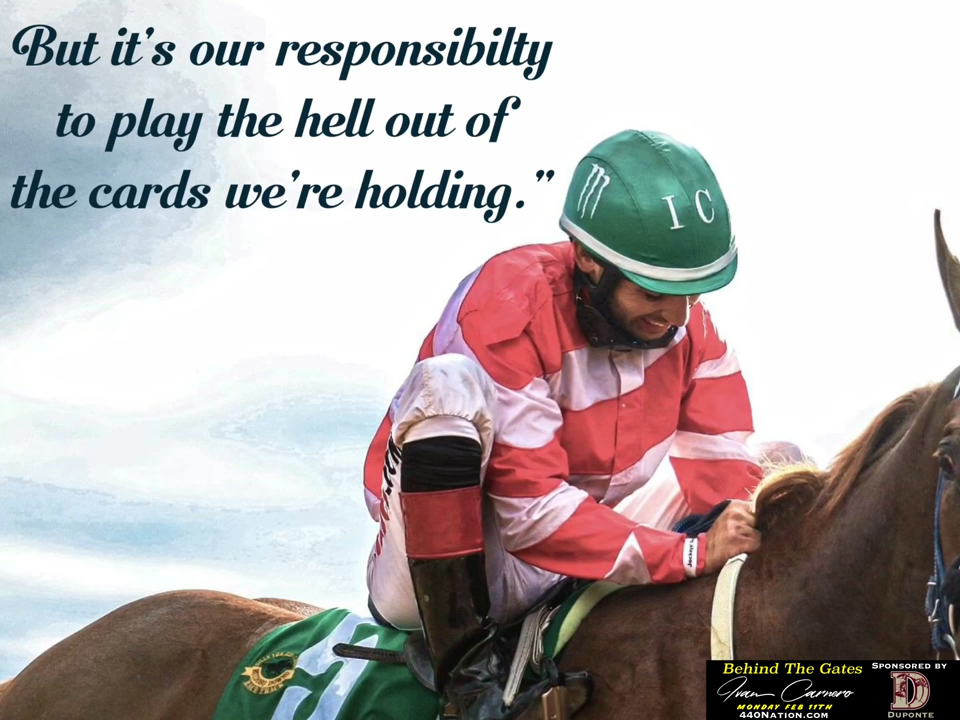 But it's our responsibilty
to play the hell out of
the cards we're holding."
I C
Behind The Gates
Ivan Carnero
MONDAY FEB 11TH
440NATION.COM
SPONSORED BY
D
DUPONTE